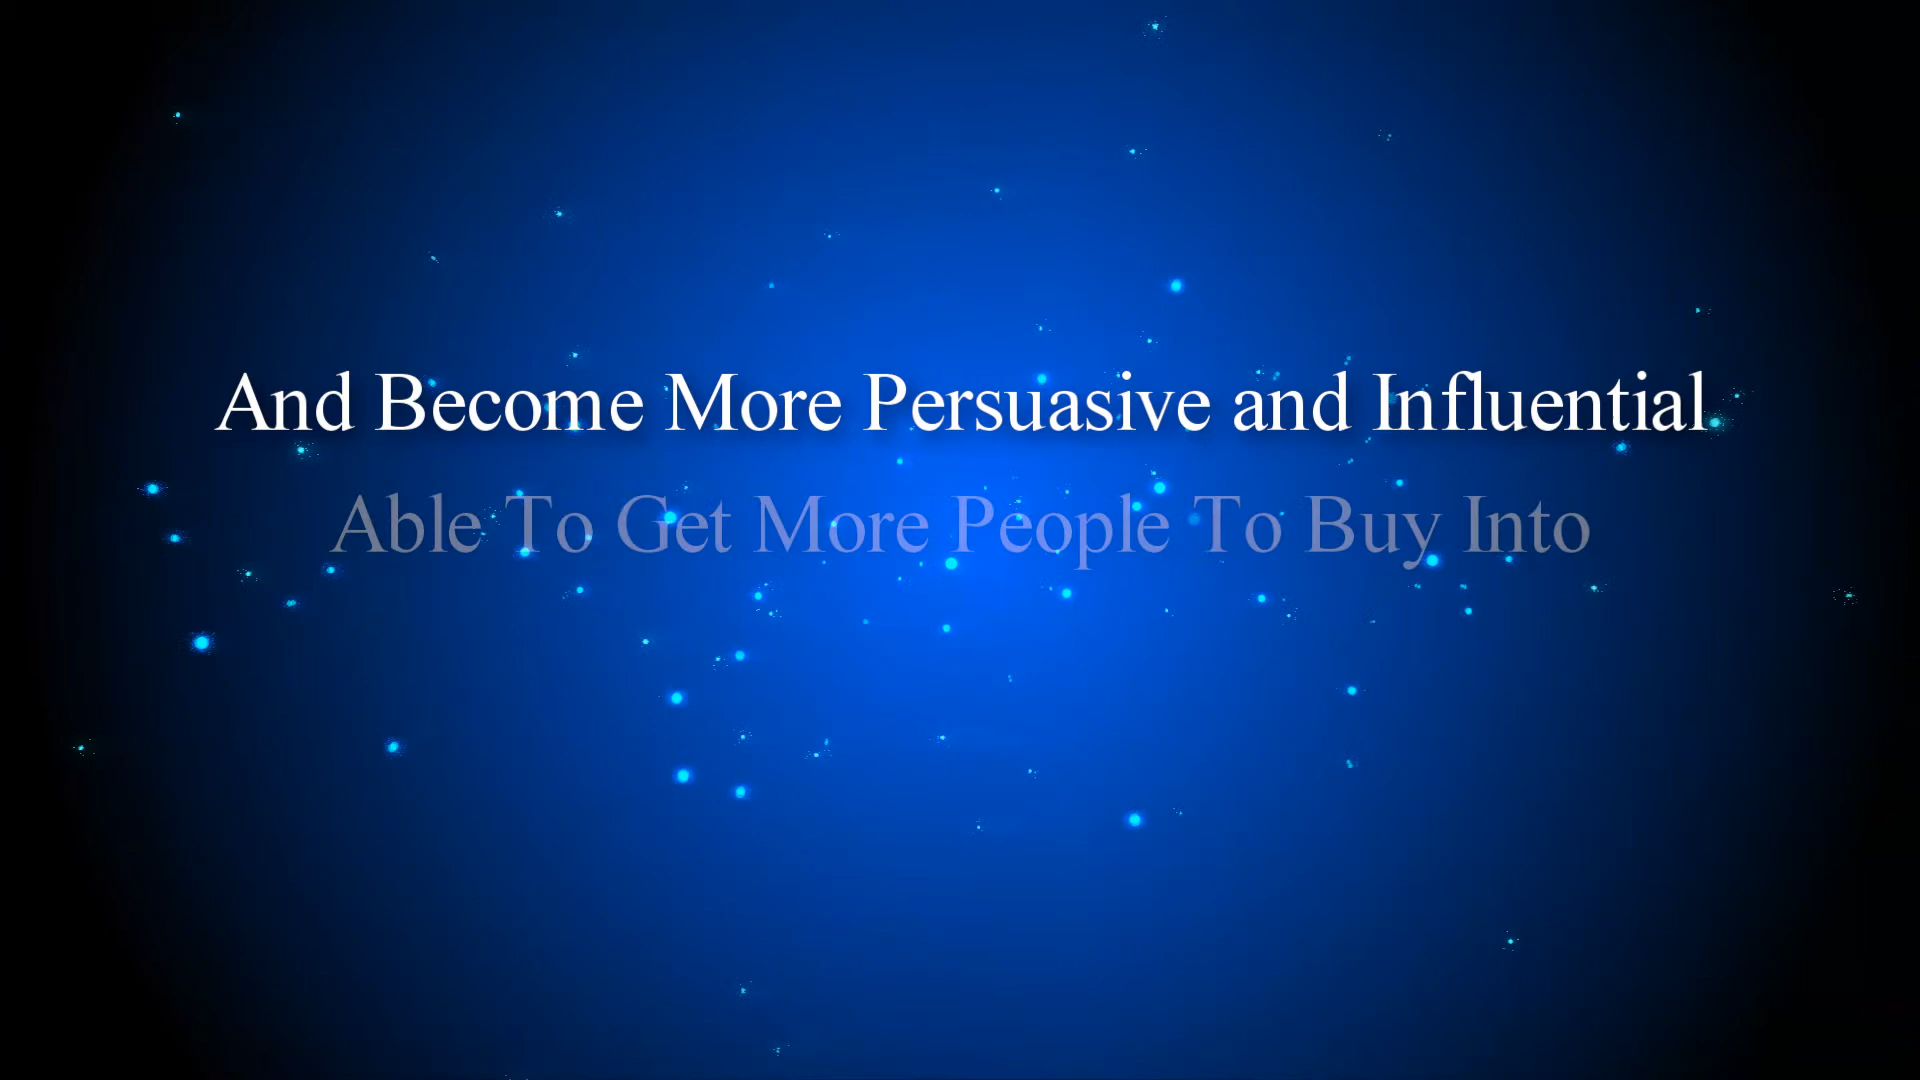 And Become More Persuasive and Influential
Able To Get More People To Buy Into